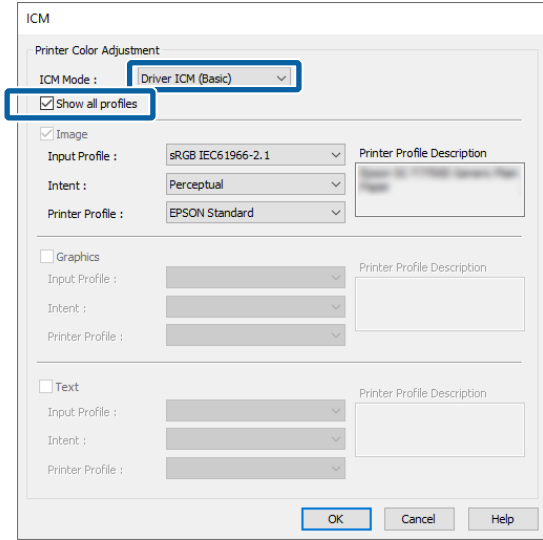 ICM
Printer Color Adjustment
ICM Mode : Driver ICM (Basic)
Show all profiles
Image
Input Profile : sRGB IEC61966-2.1 Printer Profile Description
Intent : Perceptual
Printer Profile : EPSON Standard
Graphics
Input Profile : Printer Profile Description
Intent :
Printer Profile :
Text
Input Profile : Printer Profile Description
Intent :
Printer Profile :
OK Cancel Help